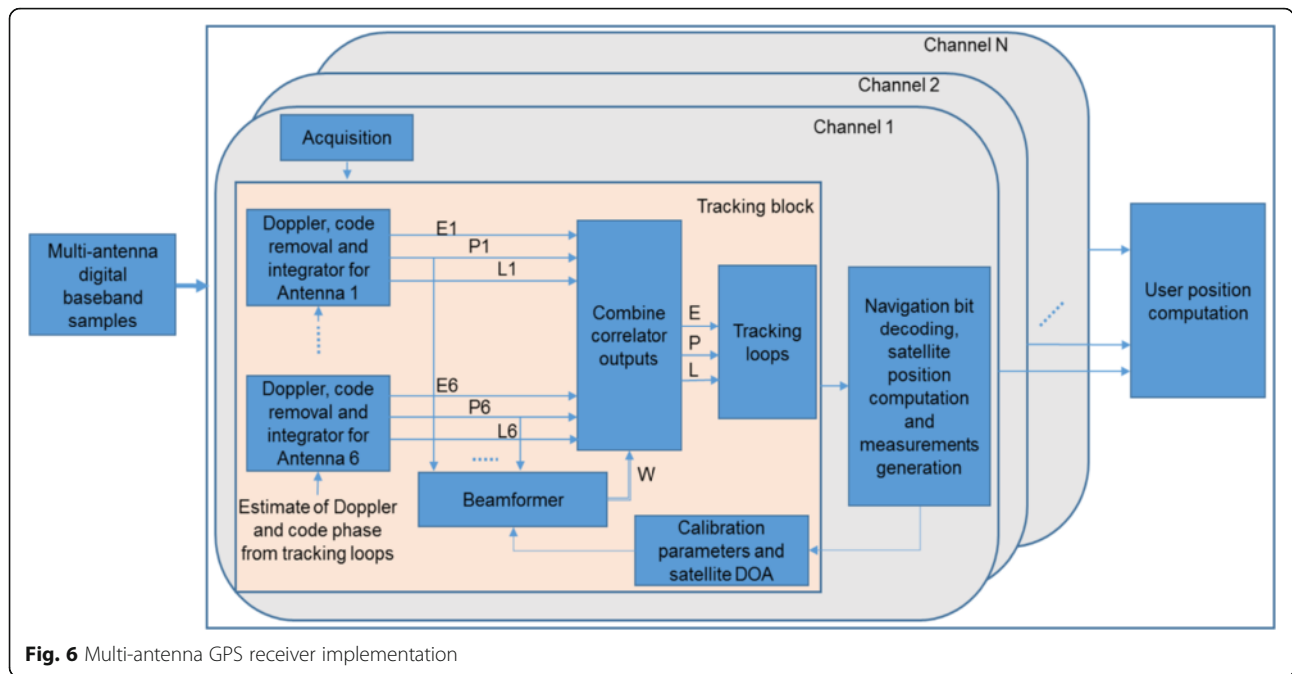 Channel N
Channel 2
Channel 1
Acquisition
Tracking block
Multi-antenna
digital
baseband
samples
Doppler, code
removal and
integrator for
Antenna 1
E1
P1
L1
Doppler, code
removal and
integrator for
Antenna 6
E6
P6
L6
Combine
correlator
outputs
E
P
L
Tracking
loops
Navigation bit
decoding,
satellite
position
computation
and
measurements
generation
User position
computation
W
Beamformer
Estimate of Doppler
and code phase
from tracking loops
Calibration
parameters and
satellite DOA
Fig. 6 Multi-antenna GPS receiver implementation